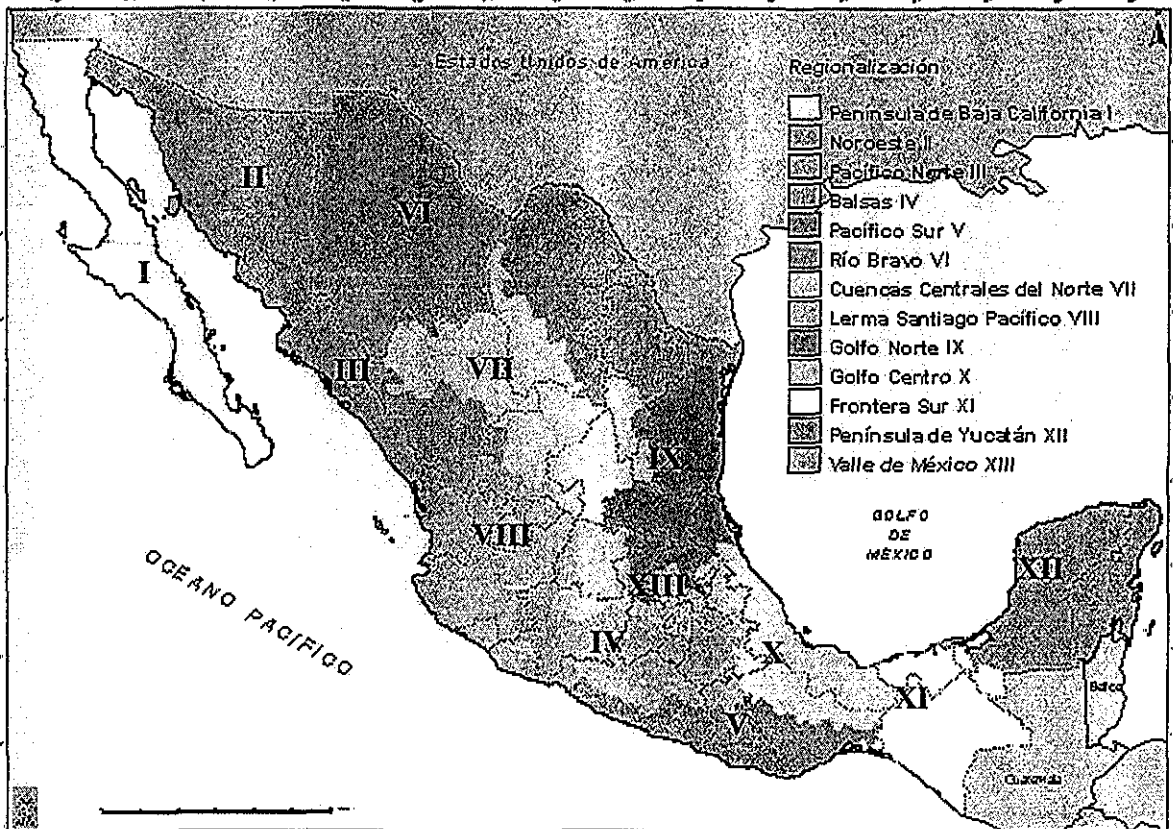 Estados Unidos de America
Regionalización
Península de Baja California I
Noroeste II
Pacífico Norte III
Balsas IV
Pacífico Sur V
Río Bravo VI
Cuencas Centrales del Norte VII
Lerma Santiago Pacífico VIII
Golfo Norte IX
Golfo Centro X
Frontera Sur XI
Península de Yucatán XII
Valle de México XIII
II
VI
I
III
VII
IX
GOLFO
DE
MÉXICO
VIII
XII
XIII
OCEANO PACIFICO
IV
X
XI
Belice
V
Guatemala